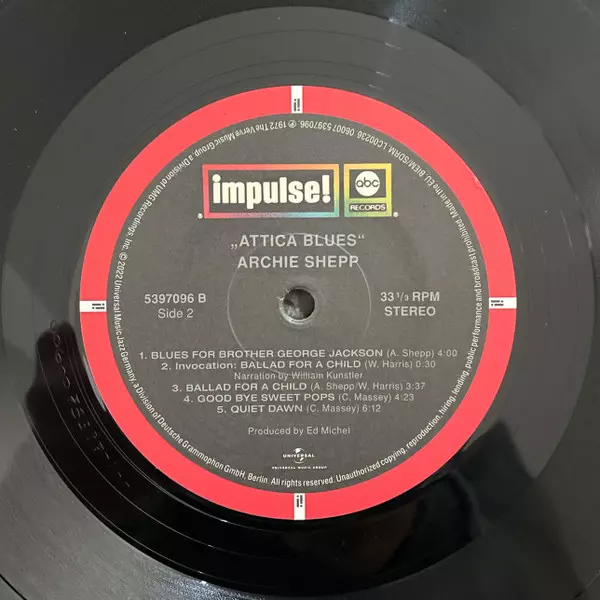 impulse!
abc
RECORDS
„ATTICA BLUES“
ARCHIE SHEPP
5397096 B
Side 2
33 1/3 RPM
STEREO
1. BLUES FOR BROTHER GEORGE JACKSON (A. Shepp) 4:00
2. Invocation: BALLAD FOR A CHILD (W. Harris) 0:30
Narration by William Kunstler
3. BALLAD FOR A CHILD (A. Shepp/W. Harris) 3:37
4. GOOD BYE SWEET POPS (C. Massey) 4:23
5. QUIET DAWN (C. Massey) 6:12
Produced by Ed Michel
UNIVERSAL
UNIVERSAL MUSIC GROUP
℗ 1972 The Verve Music Group a Division of UMG Recordings, Inc. © 2022 Universal Music Jazz Germany, a Division of Deutsche Grammophon GmbH, Berlin. All rights reserved. Unauthorized copying, reproduction, hiring, lending, public performance and broadcasting prohibited. Made in the EU. BIEM/SDRM. LC00236 06007 5397096.